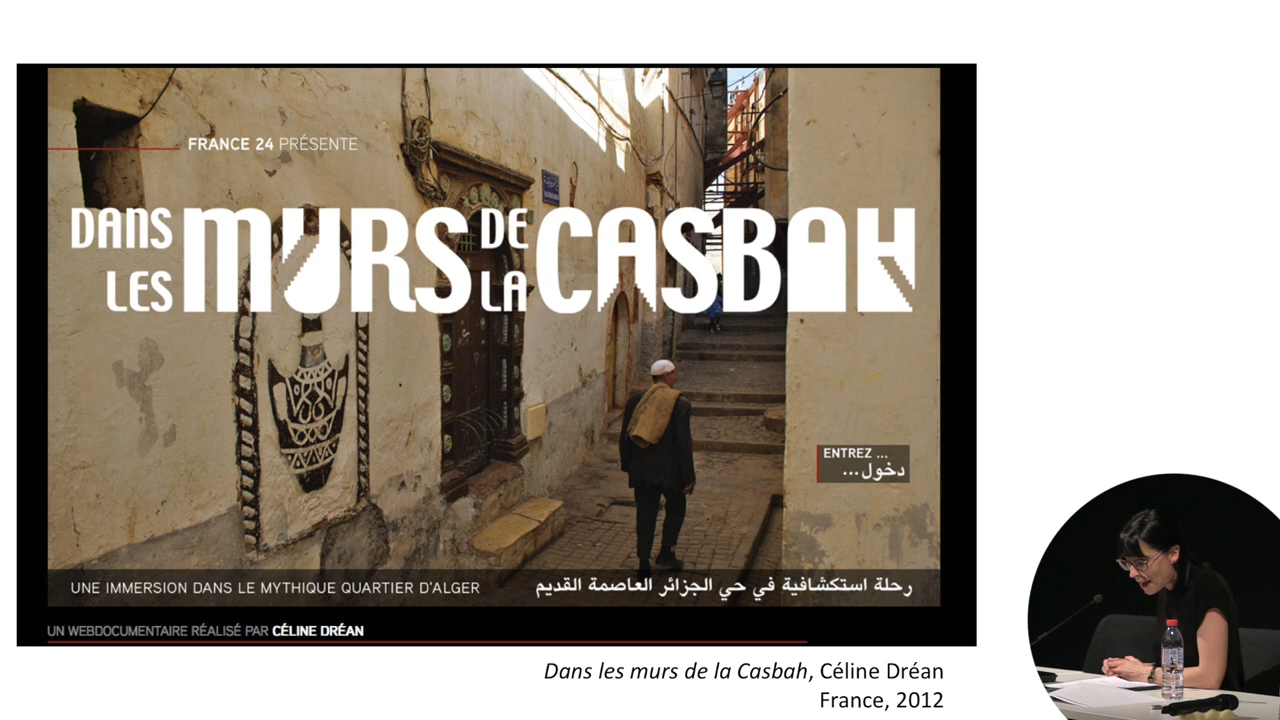 FRANCE 24 PRÉSENTE
DANS LES MURS DE LA CASBAH
ENTREZ ...
دخول...
UNE IMMERSION DANS LE MYTHIQUE QUARTIER D'ALGER
رحلة استكشافية في حي الجزائر العاصمة القديم
UN WEBDOCUMENTAIRE RÉALISÉ PAR CÉLINE DRÉAN
Dans les murs de la Casbah, Céline Dréan
France, 2012